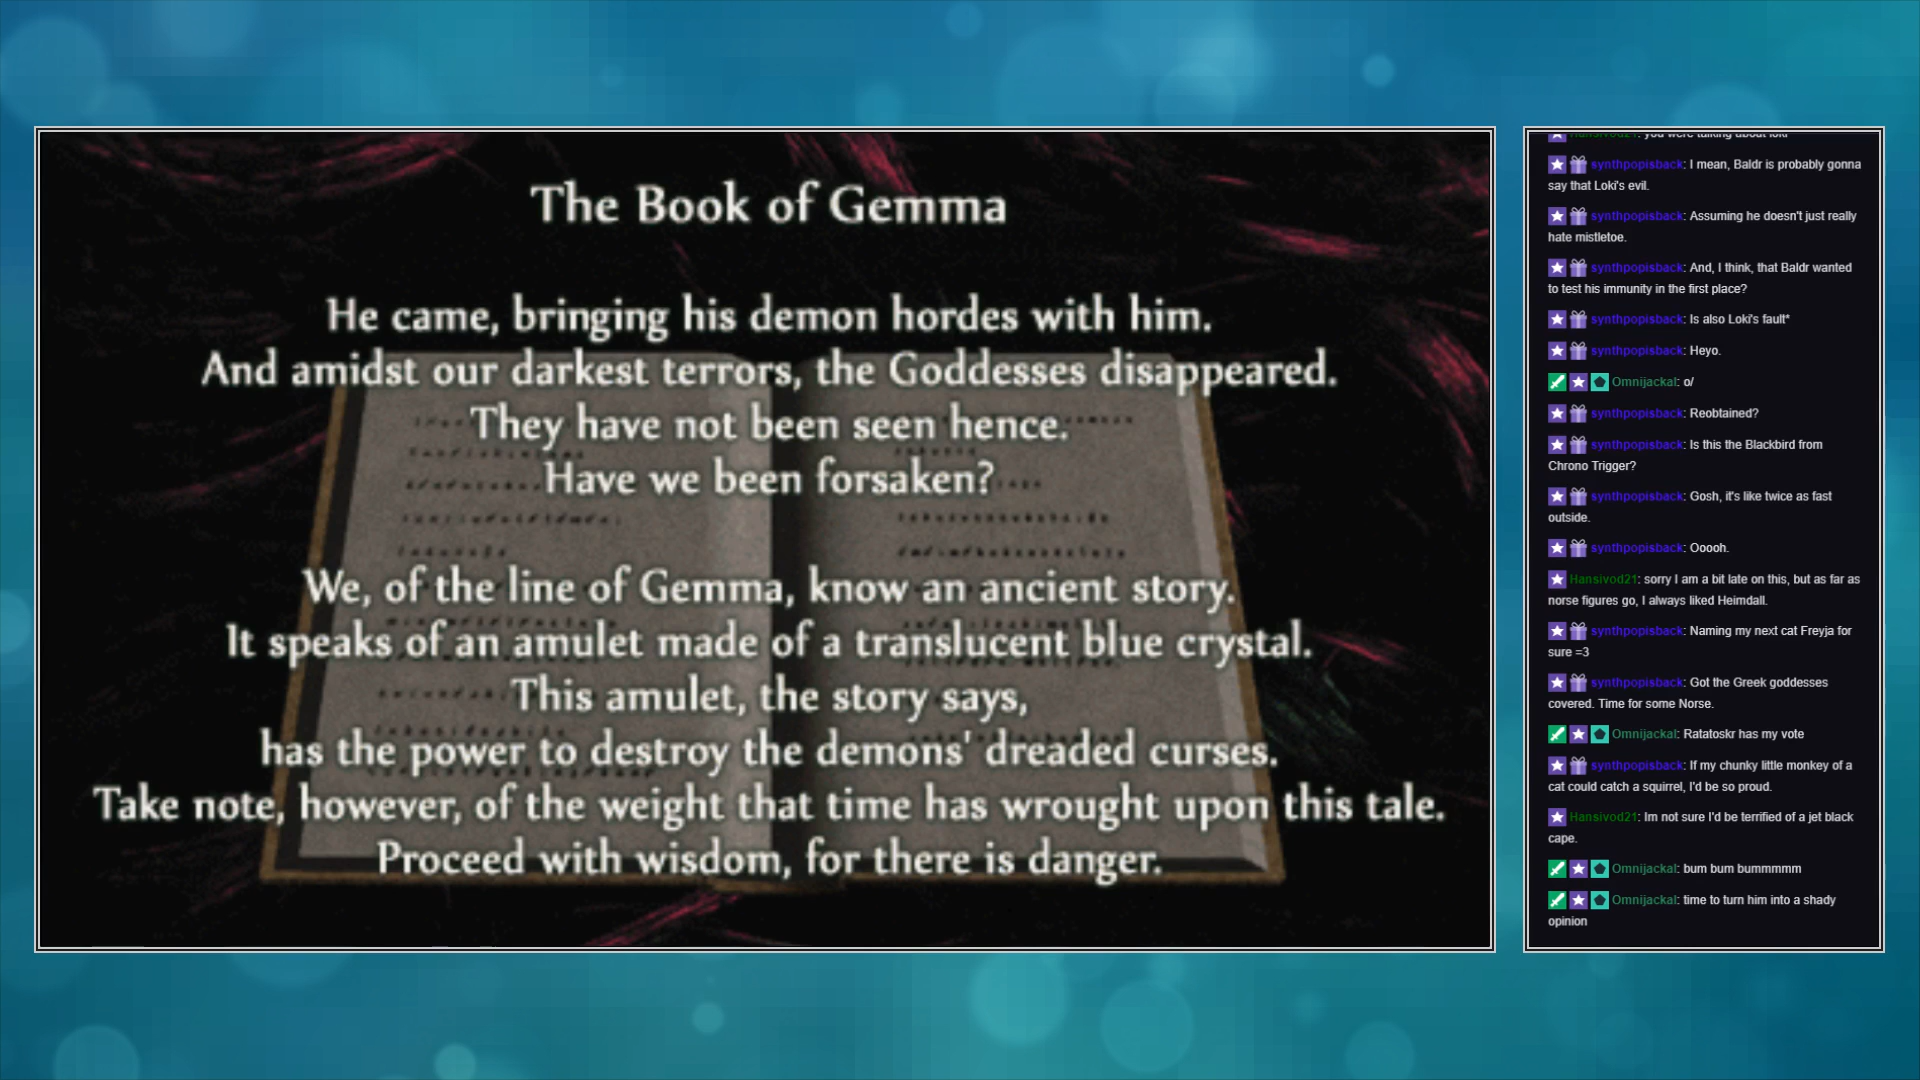 The Book of Gemma
He came, bringing his demon hordes with him.
And amidst our darkest terrors, the Goddesses disappeared.
They have not been seen hence.
Have we been forsaken?
We, of the line of Gemma, know an ancient story.
It speaks of an amulet made of a translucent blue crystal.
This amulet, the story says,
has the power to destroy the demons' dreaded curses.
Take note, however, of the weight that time has wrought upon this tale.
Proceed with wisdom, for there is danger.
Hansivod21: you were talking about loki
synthpopisback: I mean, Baldr is probably gonna
say that Loki's evil.
synthpopisback: Assuming he doesn't just really
hate mistletoe.
synthpopisback: And, I think, that Baldr wanted
to test his immunity in the first place?
synthpopisback: Is also Loki's fault*
synthpopisback: Heyo.
Omnijackal: o/
synthpopisback: Reobtained?
synthpopisback: Is this the Blackbird from
Chrono Trigger?
synthpopisback: Gosh, it's like twice as fast
outside.
synthpopisback: Ooooh.
Hansivod21: sorry I am a bit late on this, but as far as
norse figures go, I always liked Heimdall.
synthpopisback: Naming my next cat Freyja for
sure =3
synthpopisback: Got the Greek goddesses
covered. Time for some Norse.
Omnijackal: Ratatoskr has my vote
synthpopisback: If my chunky little monkey of a
cat could catch a squirrel, I'd be so proud.
Hansivod21: Im not sure I'd be terrified of a jet black
cape.
Omnijackal: bum bum bummmmm
Omnijackal: time to turn him into a shady
opinion